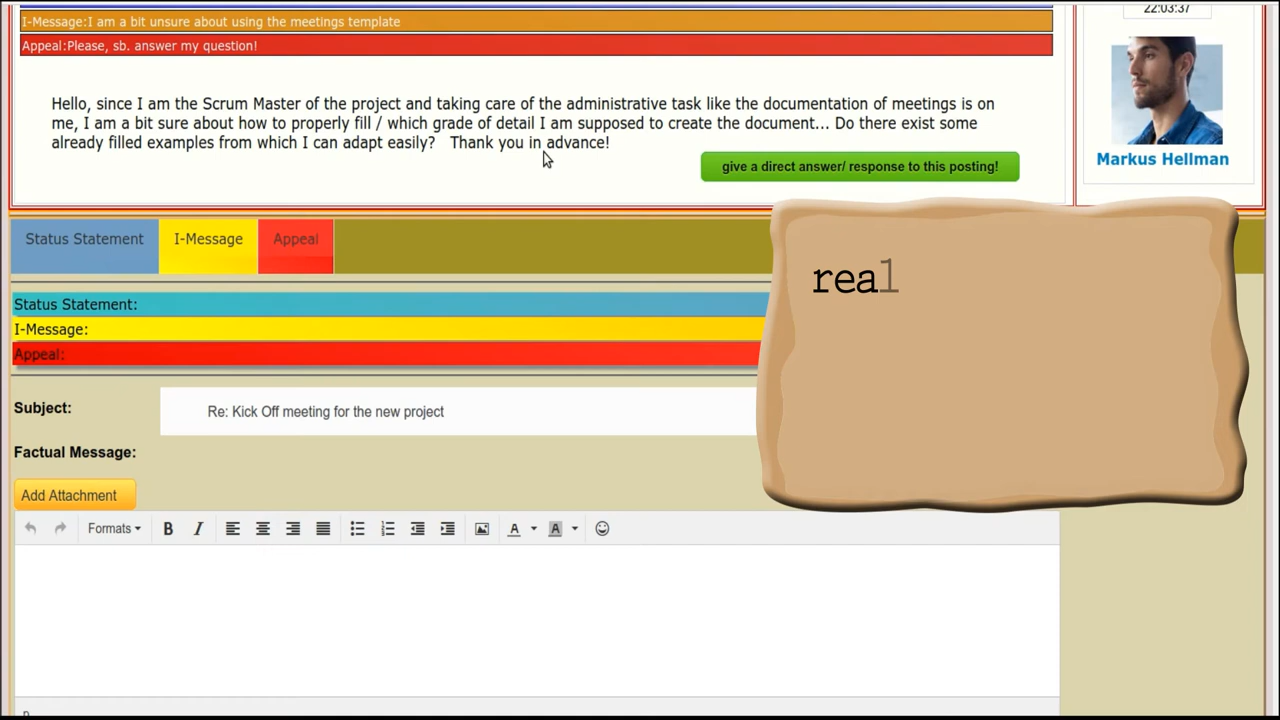 22:03:37
I-Message:I am a bit unsure about using the meetings template
Appeal:Please, sb. answer my question!
Hello, since I am the Scrum Master of the project and taking care of the administrative task like the documentation of meetings is on
me, I am a bit sure about how to properly fill / which grade of detail I am supposed to create the document... Do there exist some
already filled examples from which I can adapt easily?   Thank you in advance!
give a direct answer/ response to this posting!
Markus Hellman
Status Statement
I-Message
Appeal
real
Status Statement:
I-Message:
Appeal:
Subject:
Re: Kick Off meeting for the new project
Factual Message:
Add Attachment
Formats
B
I
A
A